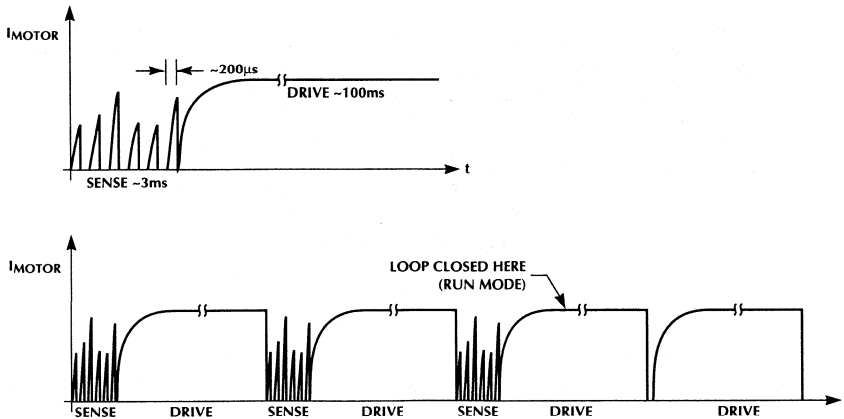 IMOTOR
~200µs
DRIVE ~100ms
t
SENSE ~3ms
IMOTOR
LOOP CLOSED HERE
(RUN MODE)
SENSE DRIVE SENSE DRIVE SENSE DRIVE DRIVE